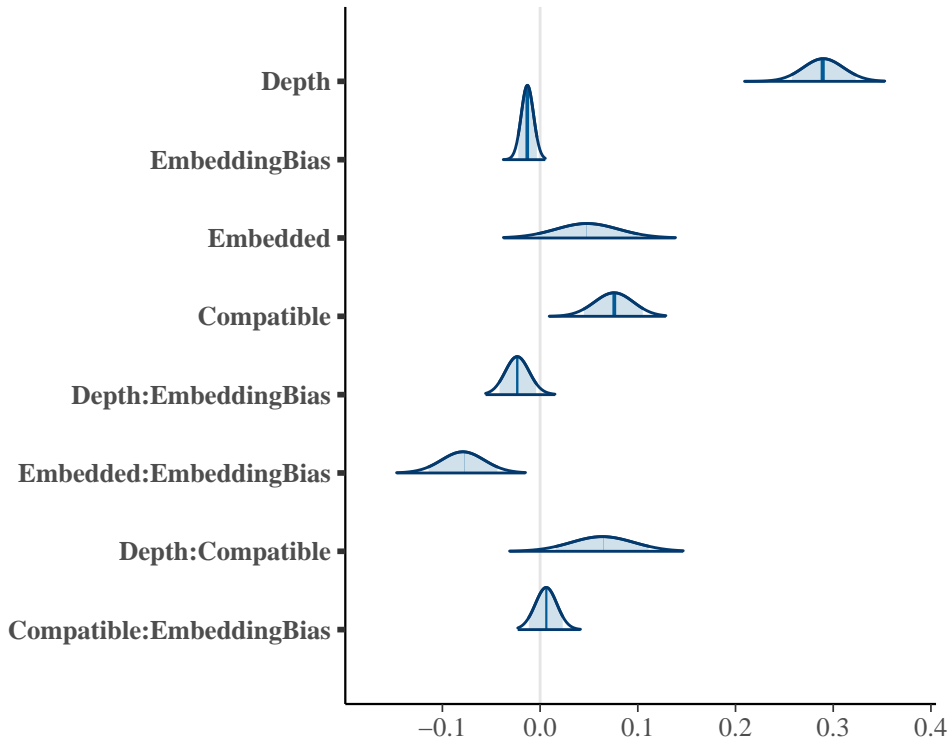 Depth
EmbeddingBias
Embedded
Compatible
Depth:EmbeddingBias
Embedded:EmbeddingBias
Depth:Compatible
Compatible:EmbeddingBias
−0.1 0.0 0.1 0.2 0.3 0.4